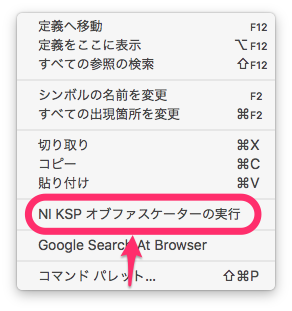 定義へ移動 F12
定義をここに表示 ⌥F12
すべての参照の検索 ⇧F12
シンボルの名前を変更 F2
すべての出現箇所を変更 ⌘F2
切り取り ⌘X
コピー ⌘C
貼り付け ⌘V
NI KSP オブファスケーターの実行
Google Search At Browser
コマンド パレット... ⇧⌘P